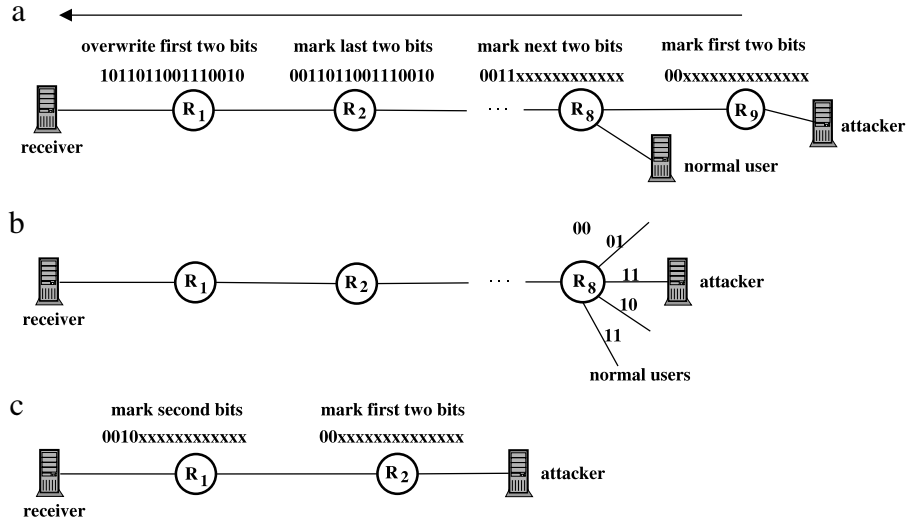 a
overwrite first two bits mark last two bits mark next two bits mark first two bits
1011011001110010 0011011001110010 0011xxxxxxxxxxxx 00xxxxxxxxxxxxxx
R1 R2 ... R8 R9
receiver
attacker
normal user
b
00
01
R1 R2 ... R8 11 attacker
10
receiver
11
normal users
c
mark second bits mark first two bits
0010xxxxxxxxxxxx 00xxxxxxxxxxxxxx
R1 R2 attacker
receiver